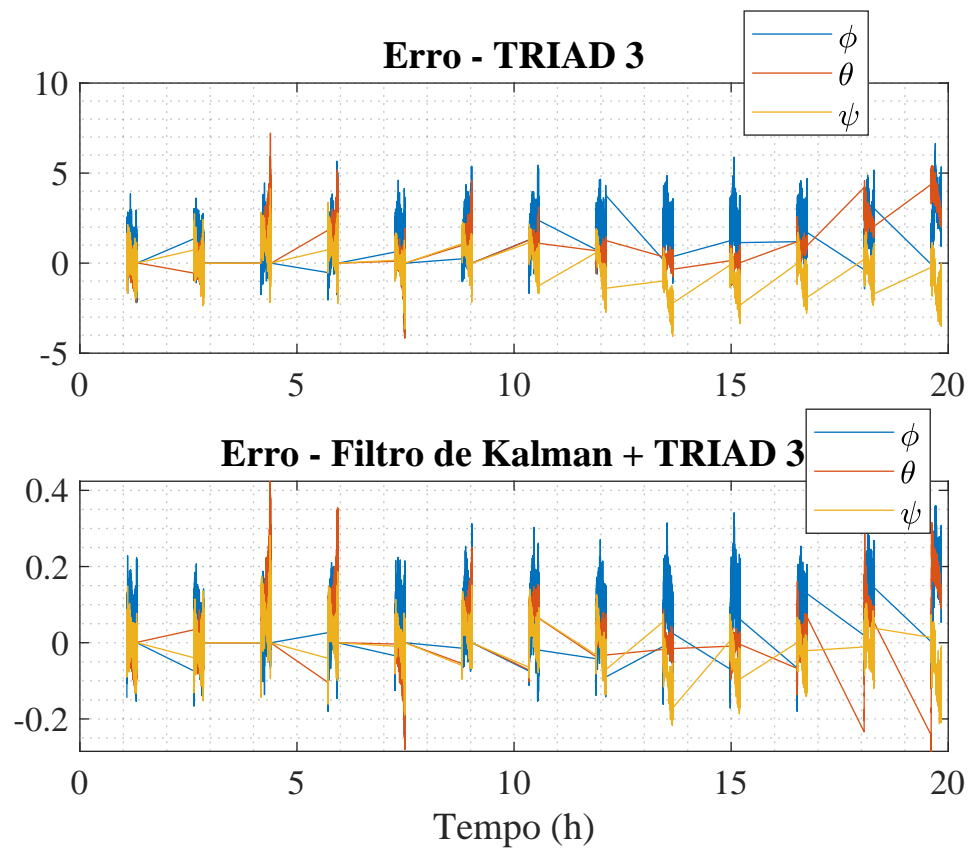 Erro - TRIAD 3
ϕ
θ
ψ
10
5
0
-5
0 5 10 15 20
Erro - Filtro de Kalman + TRIAD 3
ϕ
θ
ψ
0.4
0.2
0
-0.2
0 5 10 15 20
Tempo (h)